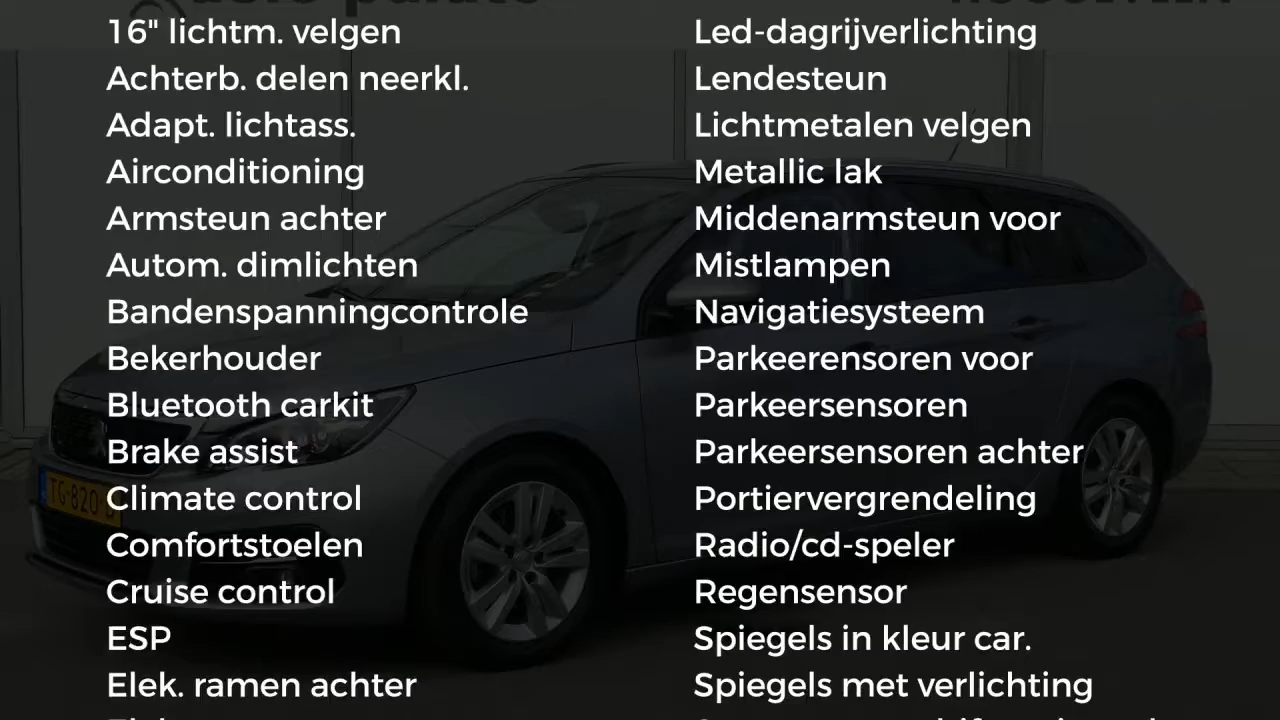 16" lichtm. velgen
Achterb. delen neerkl.
Adapt. lichtass.
Airconditioning
Armsteun achter
Autom. dimlichten
Bandenspanningcontrole
Bekerhouder
Bluetooth carkit
Brake assist
Climate control
Comfortstoelen
Cruise control
ESP
Elek. ramen achter
Led-dagrijverlichting
Lendesteun
Lichtmetalen velgen
Metallic lak
Middenarmsteun voor
Mistlampen
Navigatiesysteem
Parkeerensoren voor
Parkeersensoren
Parkeersensoren achter
Portiervergrendeling
Radio/cd-speler
Regensensor
Spiegels in kleur car.
Spiegels met verlichting
TG-820